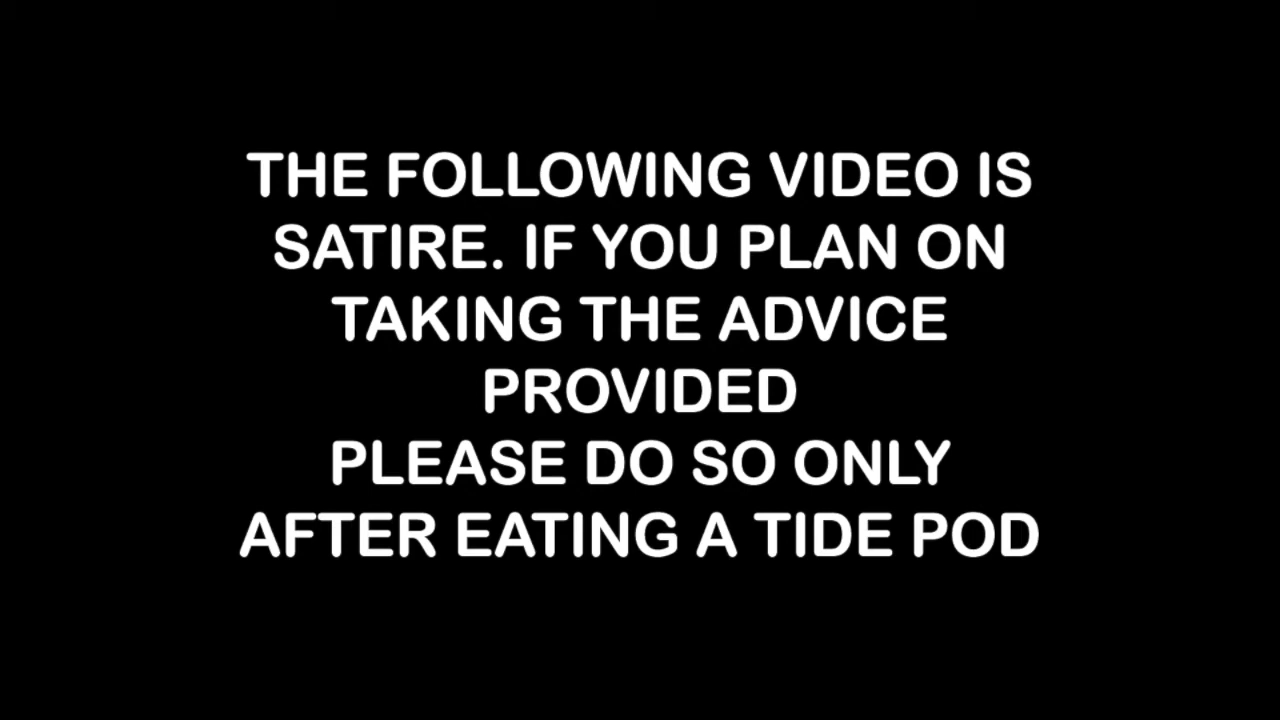 THE FOLLOWING VIDEO IS
SATIRE. IF YOU PLAN ON
TAKING THE ADVICE
PROVIDED
PLEASE DO SO ONLY
AFTER EATING A TIDE POD